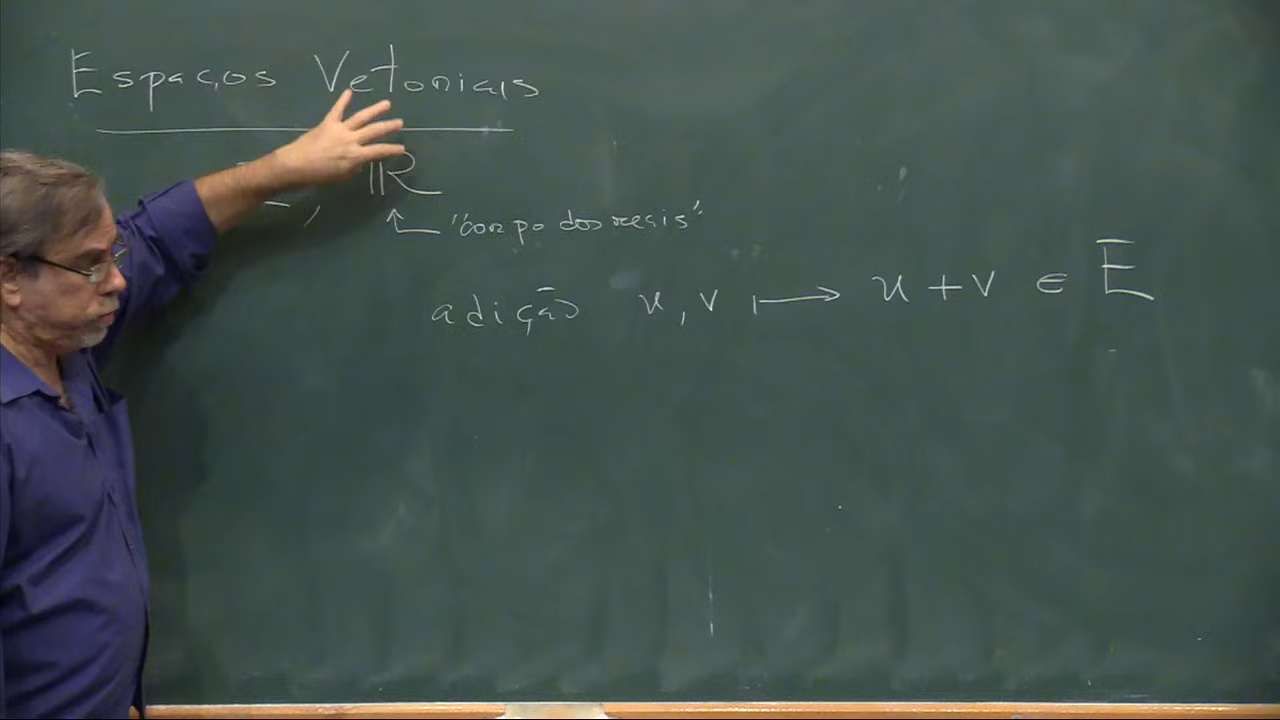 Espaços Vetoriais
E, ℝ
"corpo dos reais"
adição u, v ⟼ u + v ∈ E